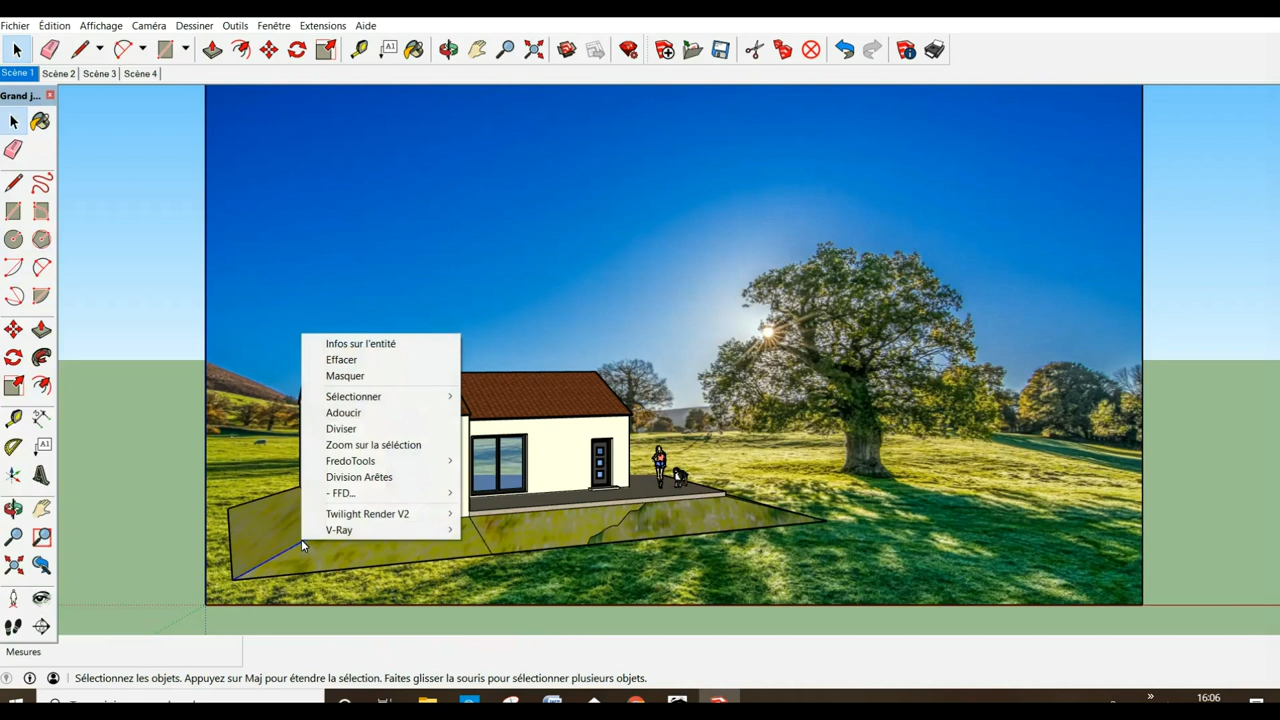 Fichier Édition Affichage Caméra Dessiner Outils Fenêtre Extensions Aide
A1
Scène 1 Scène 2 Scène 3 Scène 4
Grand j...
A1
Infos sur l'entité
Effacer
Masquer
Sélectionner
Adoucir
Diviser
Zoom sur la séléction
FredoTools
Division Arêtes
- FFD...
Twilight Render V2
V-Ray
Mesures
Sélectionnez les objets. Appuyez sur Maj pour étendre la sélection. Faites glisser la souris pour sélectionner plusieurs objets.
16:06